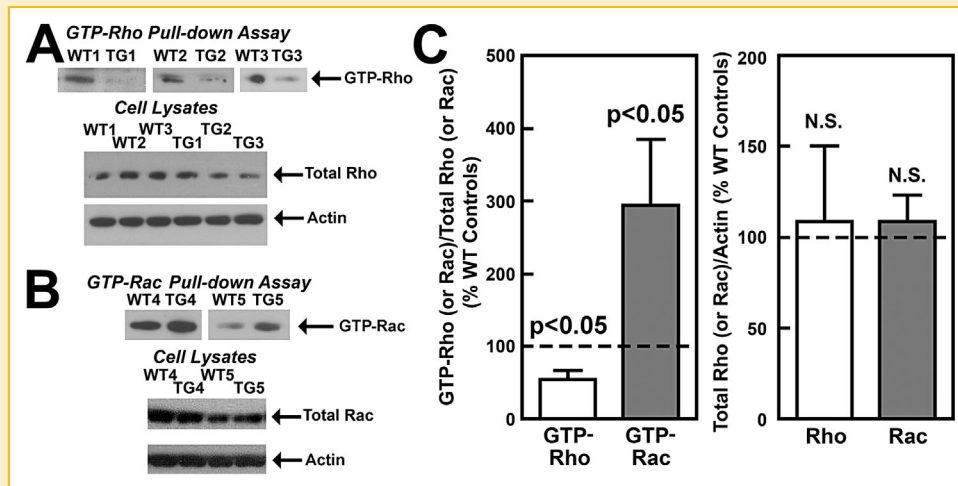 A
GTP-Rho Pull-down Assay
WT1 TG1 WT2 TG2 WT3 TG3
GTP-Rho
Cell Lysates
WT1 WT3 TG2
WT2 TG1 TG3
Total Rho
Actin
B
GTP-Rac Pull-down Assay
WT4 TG4 WT5 TG5
GTP-Rac
Cell Lysates
WT4 WT5
TG4 TG5
Total Rac
Actin
C
GTP-Rho (or Rac)/Total Rho (or Rac)
(% WT Controls)
500
400
300
200
100
0
p<0.05
p<0.05
GTP-
Rho
GTP-
Rac
Total Rho (or Rac)/Actin (% WT Controls)
200
150
100
50
0
N.S.
N.S.
Rho
Rac